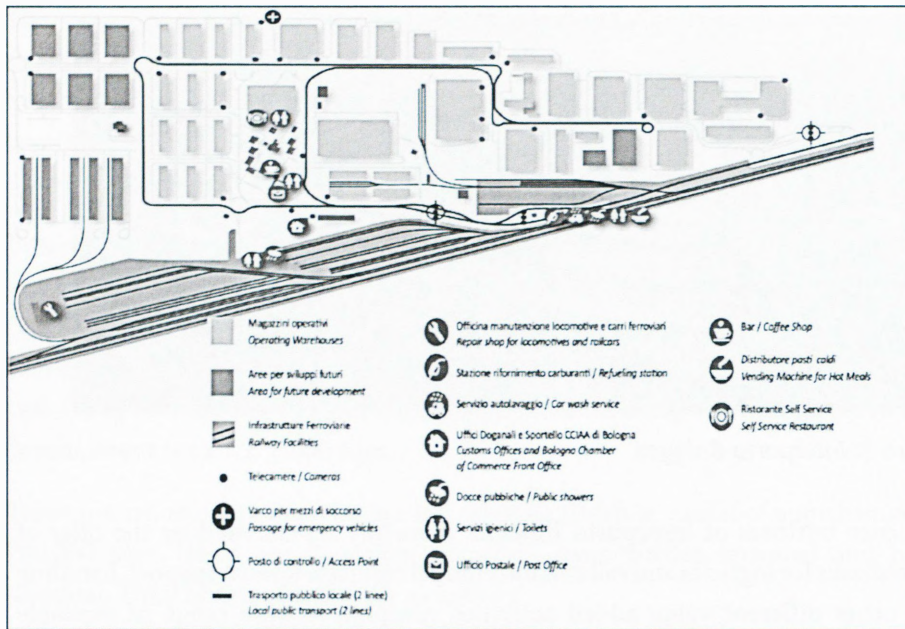 Magazzini operativi
Operating Warehouses
Aree per sviluppi futuri
Area for future development
Infrastrutture Ferroviarie
Railway Facilities
Telecamere / Cameras
Varco per mezzi di soccorso
Passage for emergency vehicles
Posto di controllo / Access Point
Trasporto pubblico locale (2 linee)
Local public transport (2 lines)
Officina manutenzione locomotive e carri ferroviari
Repair shop for locomotives and railcars
Stazione rifornimento carburanti / Refueling station
Servizio autolavaggio / Car wash service
Uffici Doganali e Sportello CCIAA di Bologna
Customs Offices and Bologna Chamber
of Commerce Front Office
Docce pubbliche / Public showers
Servizi igienici / Toilets
Ufficio Postale / Post Office
Bar / Coffee Shop
Distributore pasti caldi
Vending Machine for Hot Meals
Ristorante Self Service
Self Service Restaurant